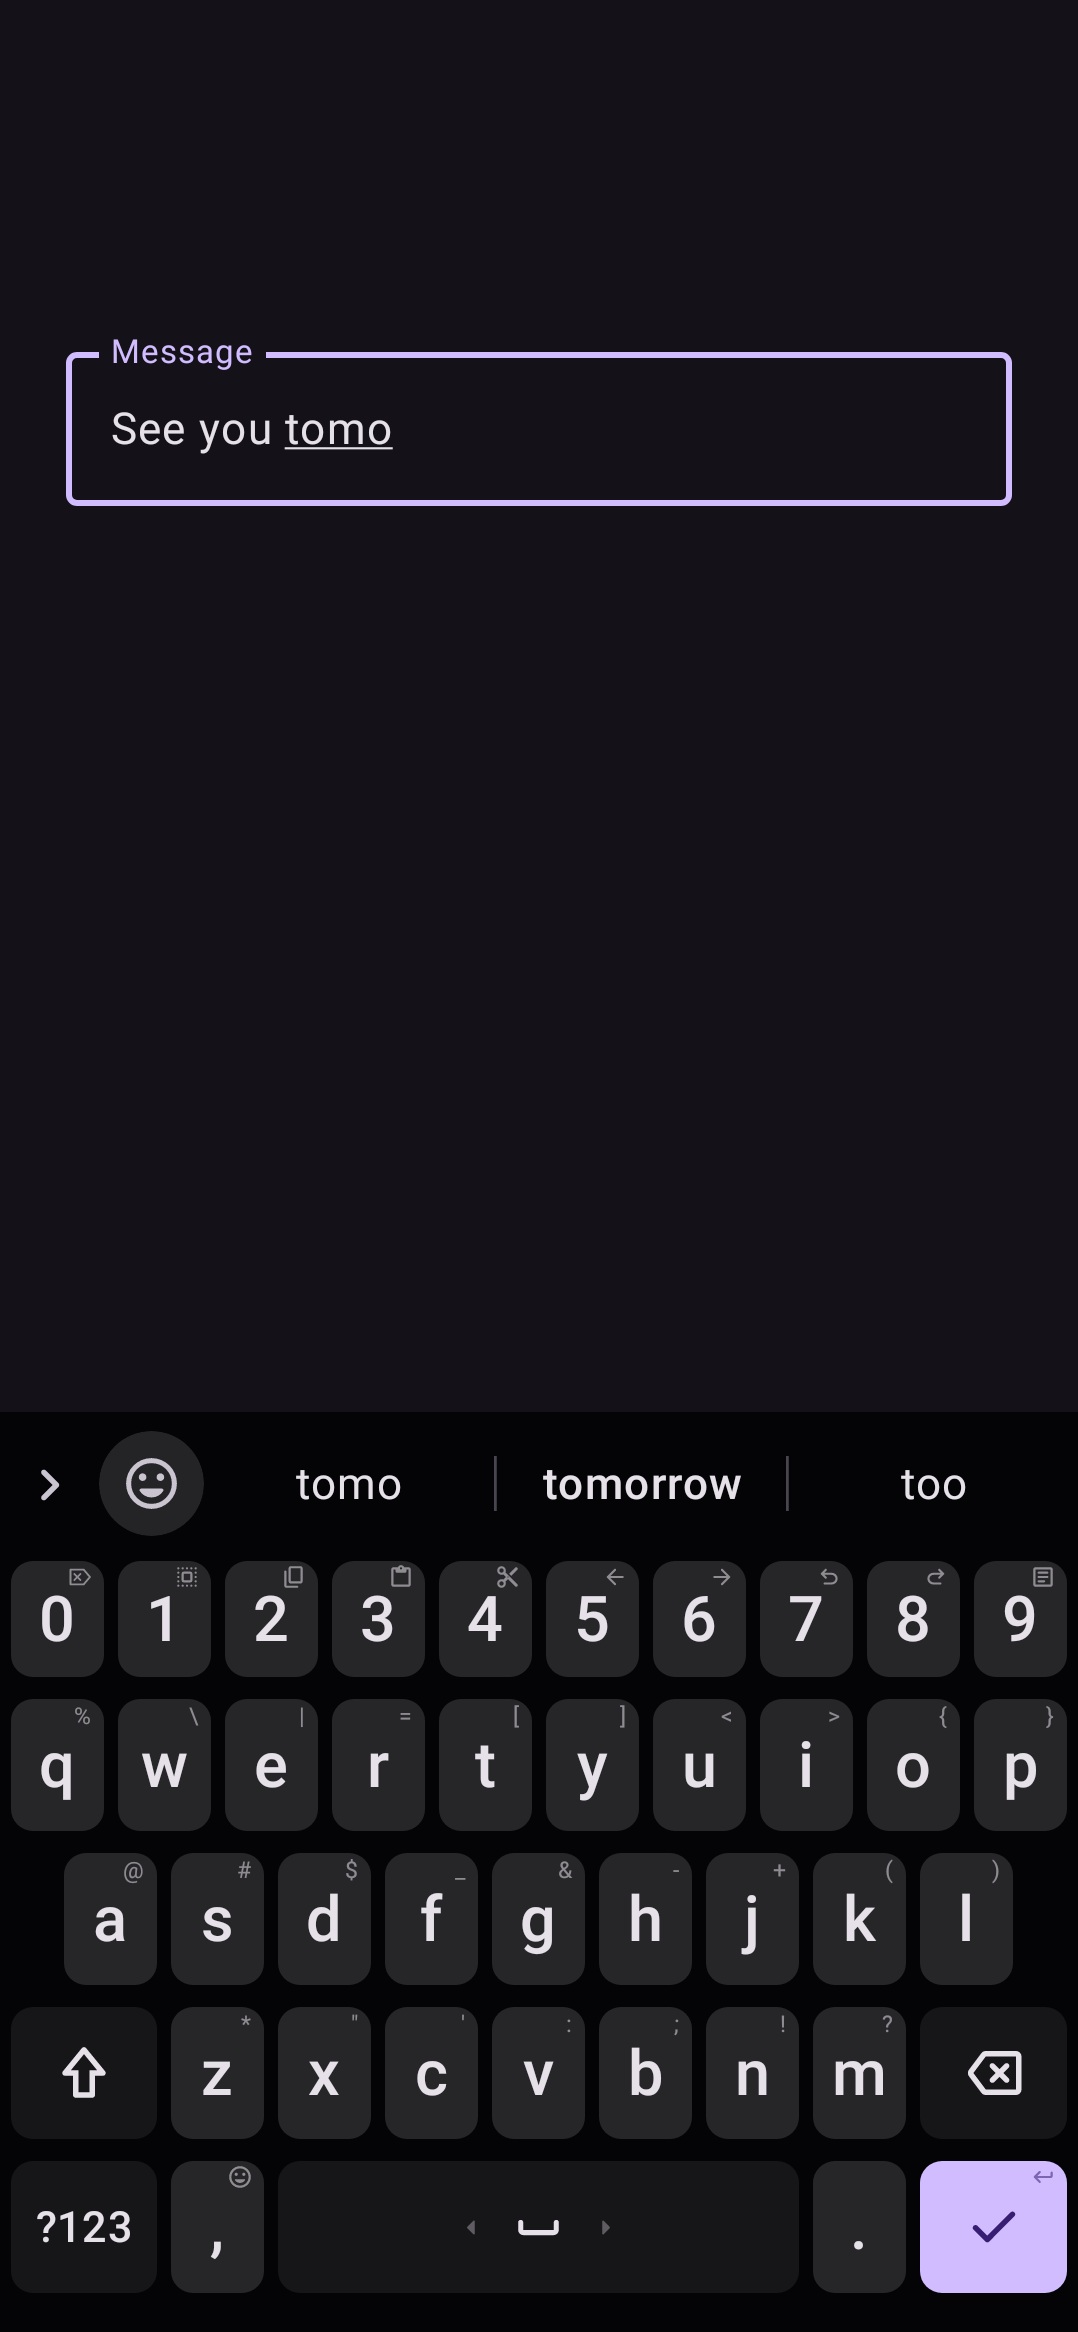 Message
See you tomo
tomo tomorrow too
0 1 2 3 4 5 6 7 8 9
% \ | = [ ] < > { }
q w e r t y u i o p
@ # $ _ & - + ( )
a s d f g h j k l
* " ' : ; ! ?
z x c v b n m
?123 , .